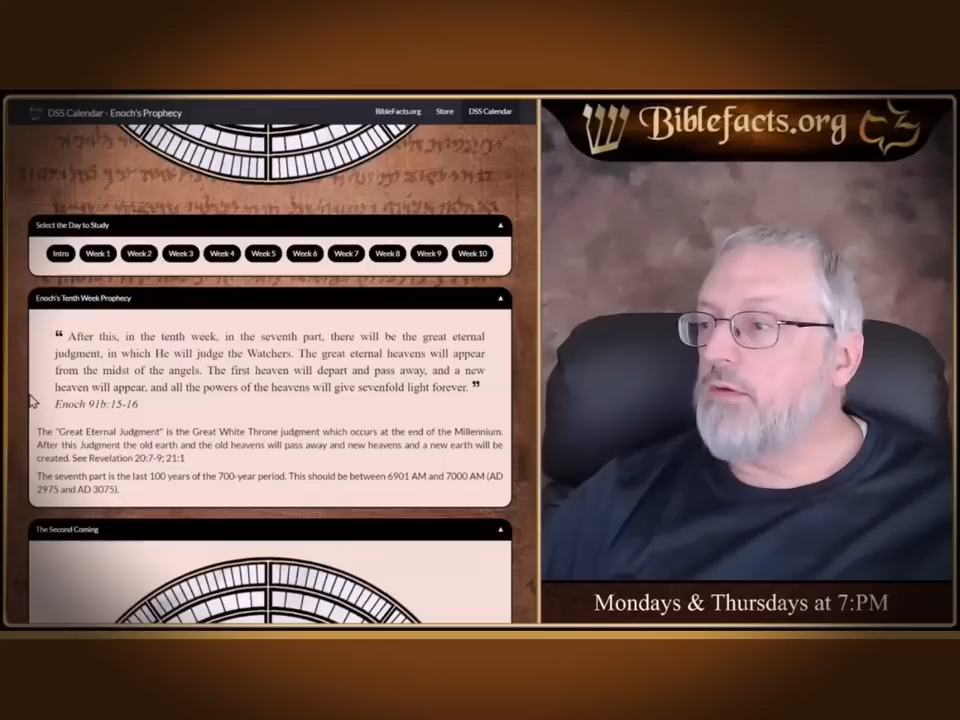 DSS Calendar - Enoch's Prophecy
BibleFacts.org
Store
DSS Calendar
Select the Day to Study
Intro
Week 1
Week 2
Week 3
Week 4
Week 5
Week 6
Week 7
Week 8
Week 9
Week 10
Enoch's Tenth Week Prophecy
“ After this, in the tenth week, in the seventh part, there will be the great eternal
judgment, in which He will judge the Watchers. The great eternal heavens will appear
from the midst of the angels. The first heaven will depart and pass away, and a new
heaven will appear, and all the powers of the heavens will give sevenfold light forever. ”
Enoch 91b:15-16
The "Great Eternal Judgment" is the Great White Throne judgment which occurs at the end of the Millennium.
After this Judgment the old earth and the old heavens will pass away and new heavens and a new earth will be
created. See Revelation 20:7-9; 21:1
The seventh part is the last 100 years of the 700-year period. This should be between 6901 AM and 7000 AM (AD
2975 and AD 3075).
The Second Coming
Biblefacts.org
Mondays & Thursdays at 7:PM